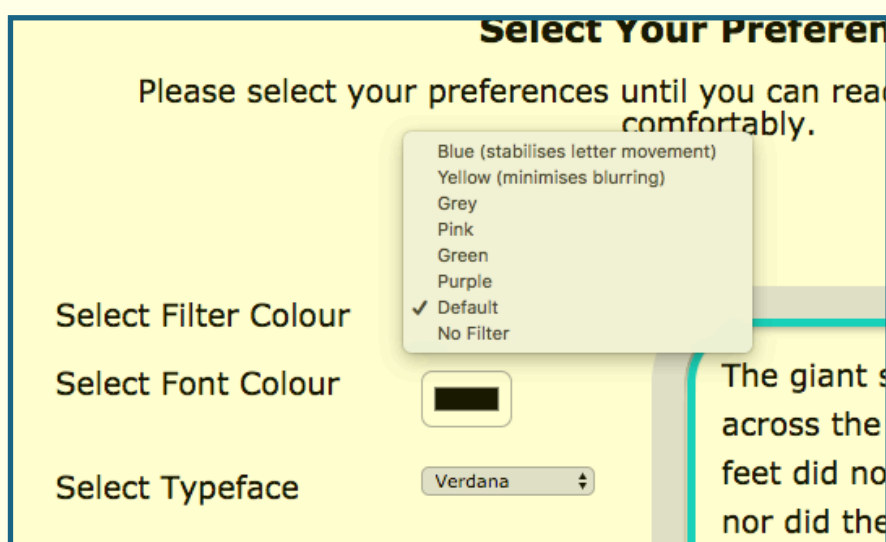 Select Your Preferen
Please select your preferences until you can read
comfortably.
Blue (stabilises letter movement)
Yellow (minimises blurring)
Grey
Pink
Green
Purple
✓ Default
No Filter
Select Filter Colour
Select Font Colour
Select Typeface
Verdana
The giant s
across the
feet did no
nor did the